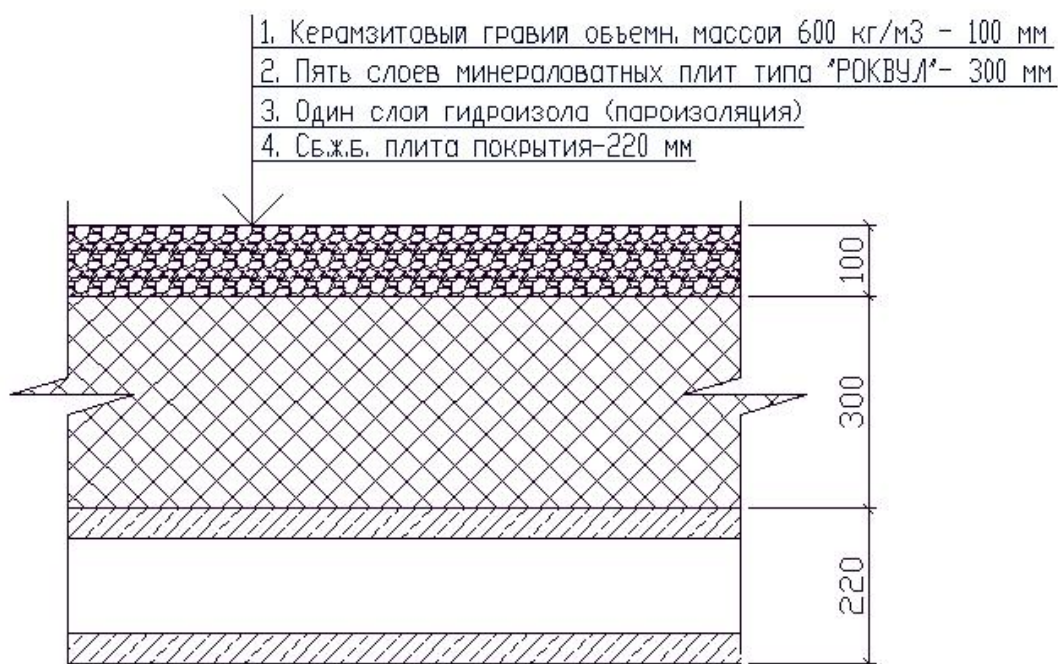 1. Керамзитовый гравий объемн. массой 600 кг/м3 - 100 мм
2. Пять слоев минераловатных плит типа "РОКВУЛ"- 300 мм
3. Один слой гидроизола (пароизоляция)
4. Сб.ж.б. плита покрытия-220 мм
100
300
220